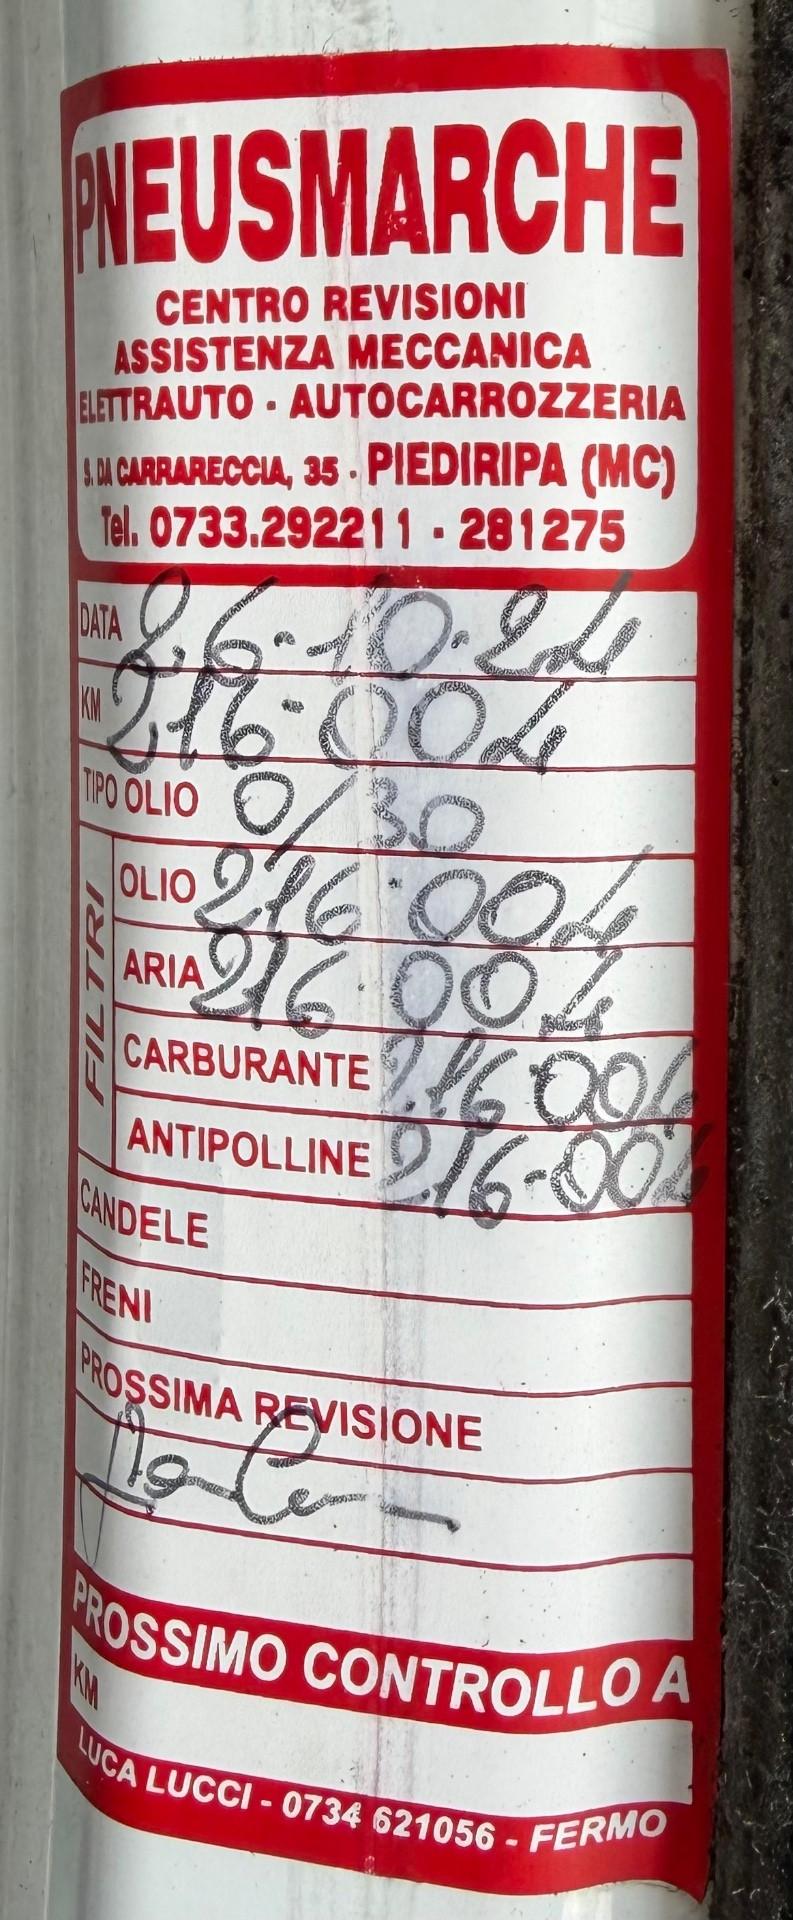 PNEUSMARCHE
CENTRO REVISIONI
ASSISTENZA MECCANICA
ELETTRAUTO - AUTOCARROZZERIA
S. DA CARRARECCIA, 35 - PIEDIRIPA (MC)
Tel. 0733.292211 - 281275
DATA 26-10-24
KM 216-004
TIPO OLIO 0/30
FILTRI
OLIO 216.004
ARIA 216.004
CARBURANTE 216.004
ANTIPOLLINE 216-004
CANDELE
FRENI
PROSSIMA REVISIONE
PROSSIMO CONTROLLO A
KM
LUCA LUCCI - 0734 621056 - FERMO